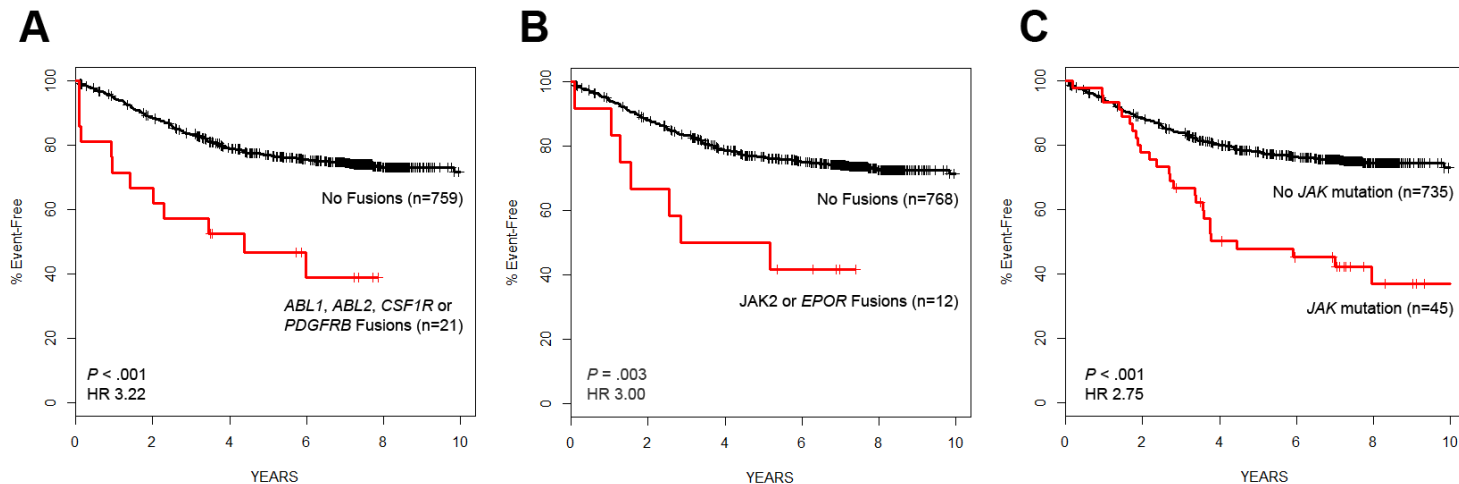 A
% Event-Free
100
80
60
40
20
0
No Fusions (n=759)
ABL1, ABL2, CSF1R or
PDGFRB Fusions (n=21)
P < .001
HR 3.22
0 2 4 6 8 10
YEARS
B
% Event-Free
100
80
60
40
20
0
No Fusions (n=768)
JAK2 or EPOR Fusions (n=12)
P = .003
HR 3.00
0 2 4 6 8 10
YEARS
C
% Event-Free
100
80
60
40
20
0
No JAK mutation (n=735)
JAK mutation (n=45)
P < .001
HR 2.75
0 2 4 6 8 10
YEARS